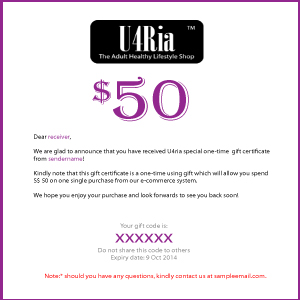 U4Ria ™
The Adult Healthy Lifestyle Shop
$50
Dear receiver,
We are glad to announce that you have received U4ria special one-time gift certificate
from sendername!
Kindly note that this gift certificate is a one-time using gift which will allow you spend
S$ 50 on one single purchase from our e-commerce system.
We hope you enjoy your purchase and look forwards to see you back soon!
Your gift code is:
XXXXXX
Do not share this code to others
Expiry date: 9 Oct 2014
Note:* should you have any questions, kindly contact us at sampleemail.com.